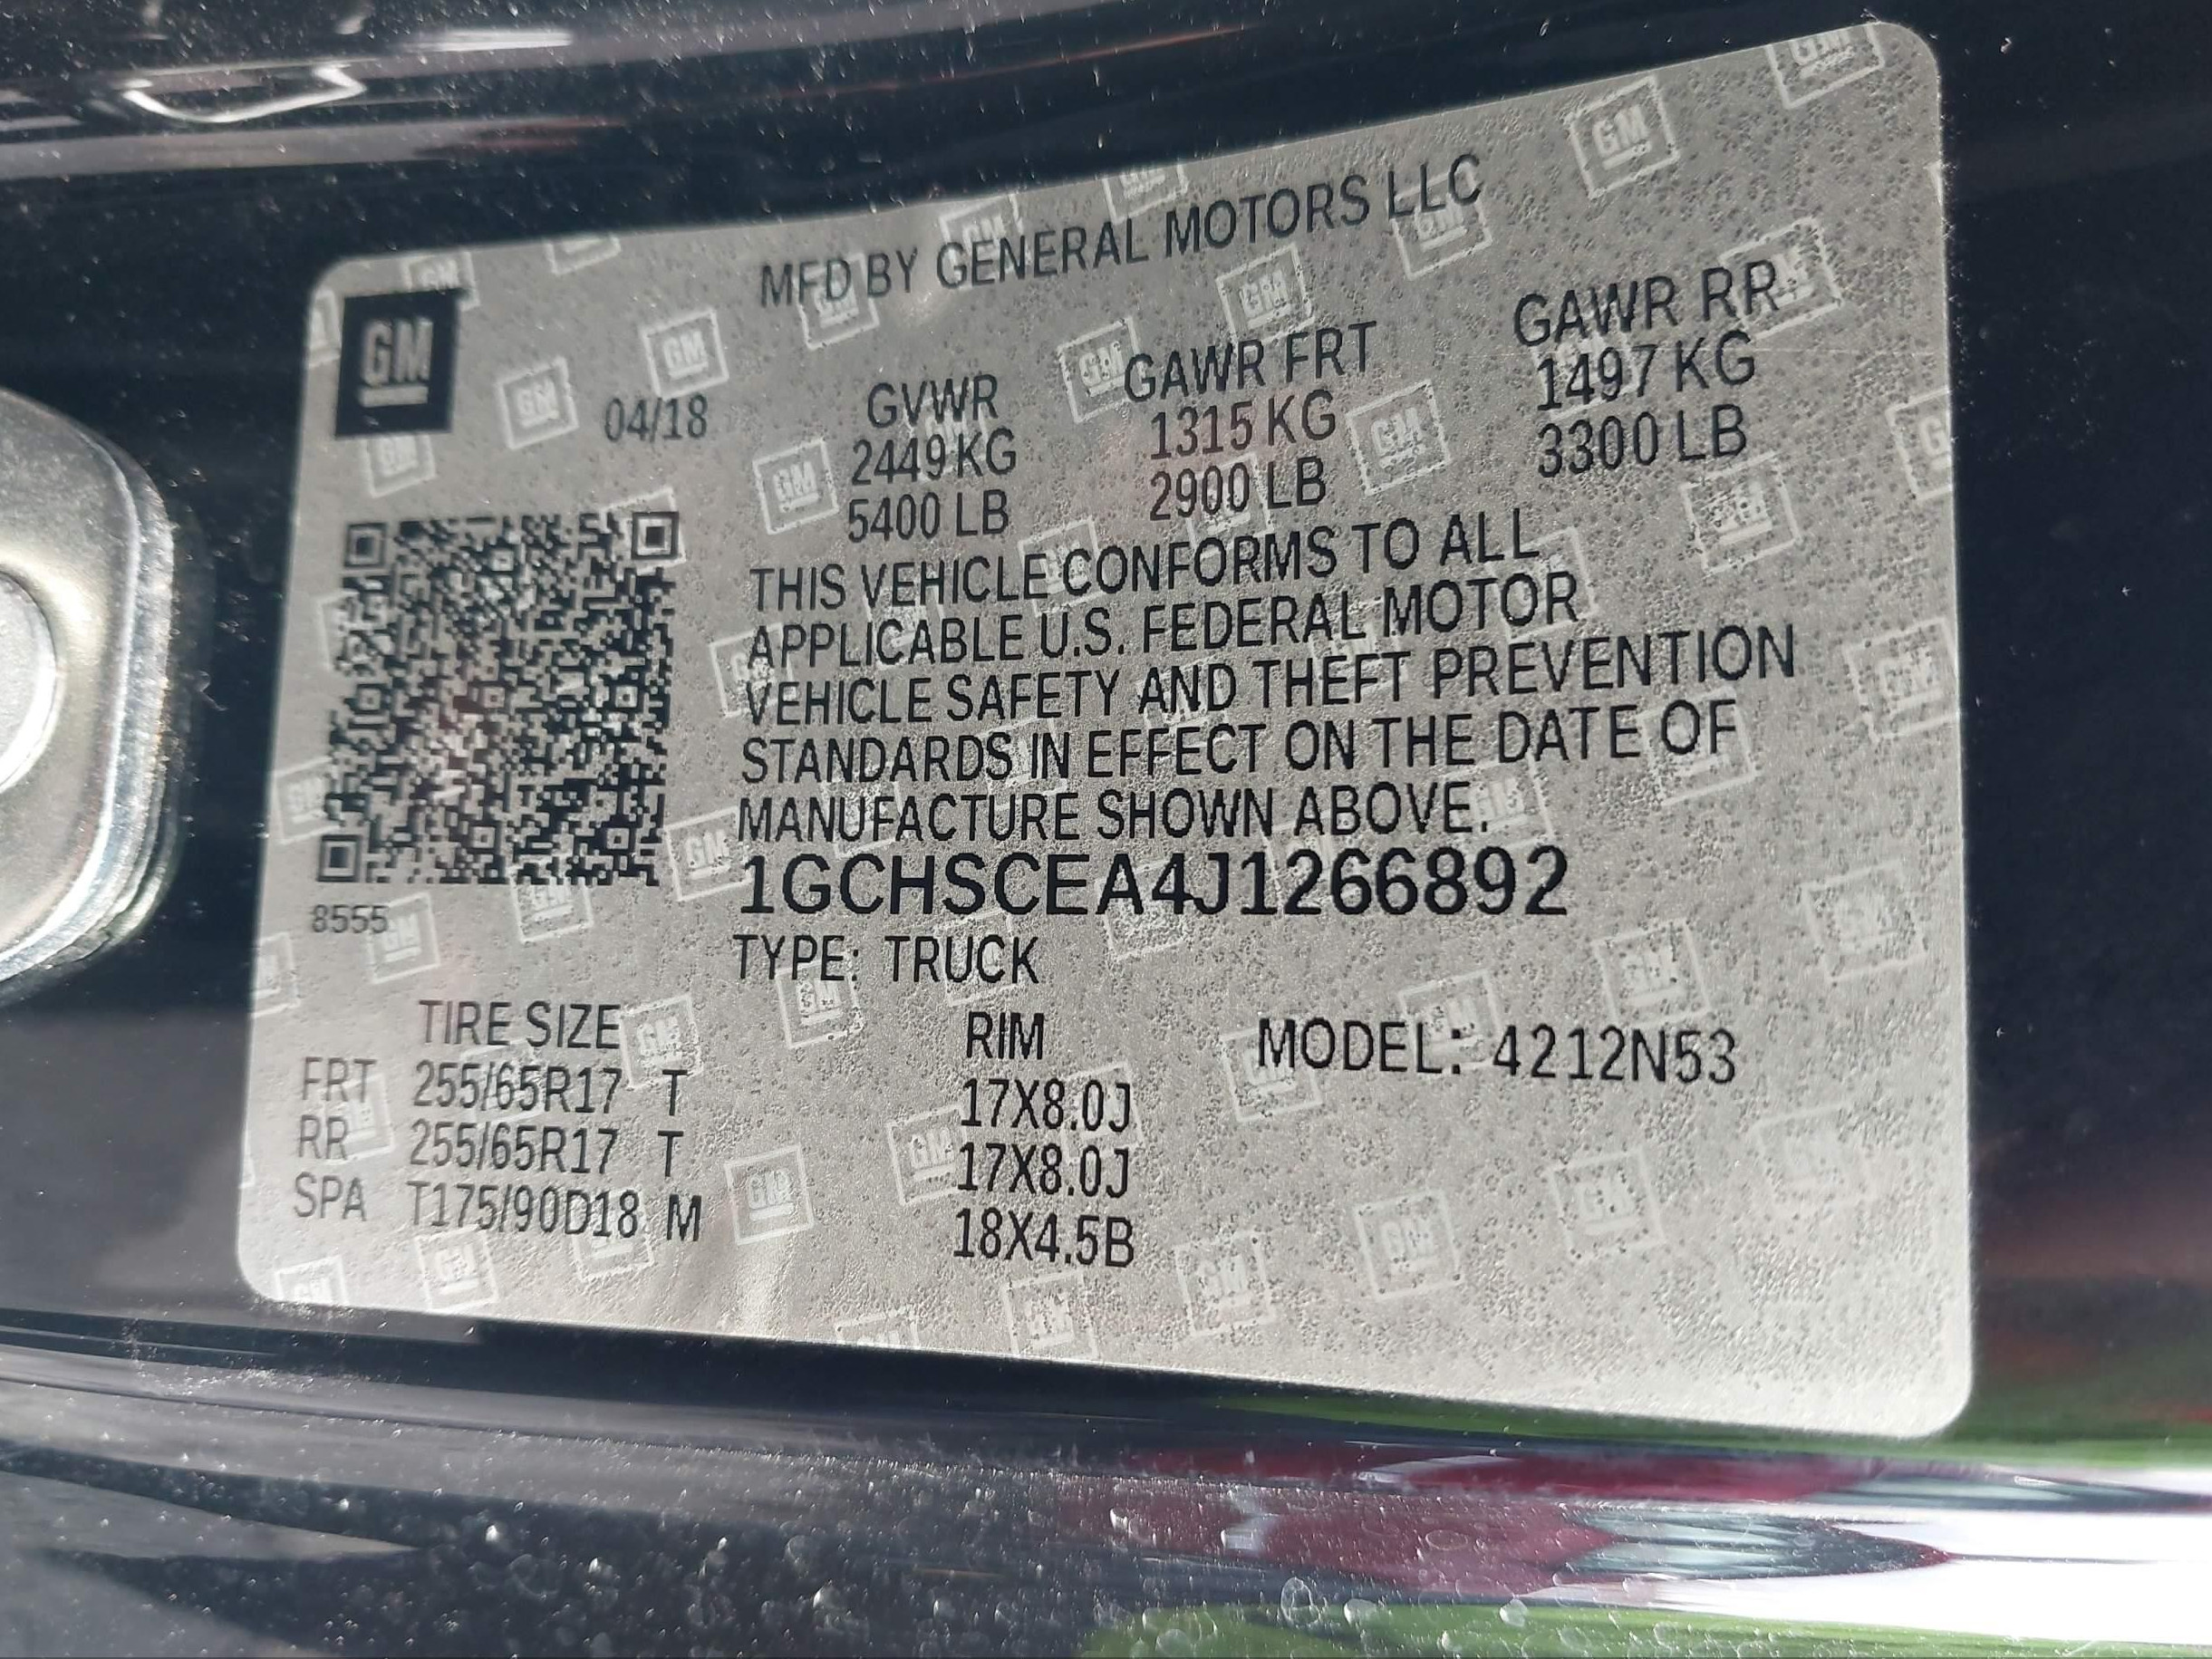 MFD BY GENERAL MOTORS LLC
GM
04/18 GVWR GAWR FRT GAWR RR
2449 KG 1315 KG 1497 KG
5400 LB 2900 LB 3300 LB
THIS VEHICLE CONFORMS TO ALL
APPLICABLE U.S. FEDERAL MOTOR
VEHICLE SAFETY AND THEFT PREVENTION
STANDARDS IN EFFECT ON THE DATE OF
MANUFACTURE SHOWN ABOVE.
1GCHSCEA4J1266892
8555
TYPE: TRUCK
TIRE SIZE RIM MODEL: 4212N53
FRT 255/65R17 T 17X8.0J
RR 255/65R17 T 17X8.0J
SPA T175/90D18 M 18X4.5B